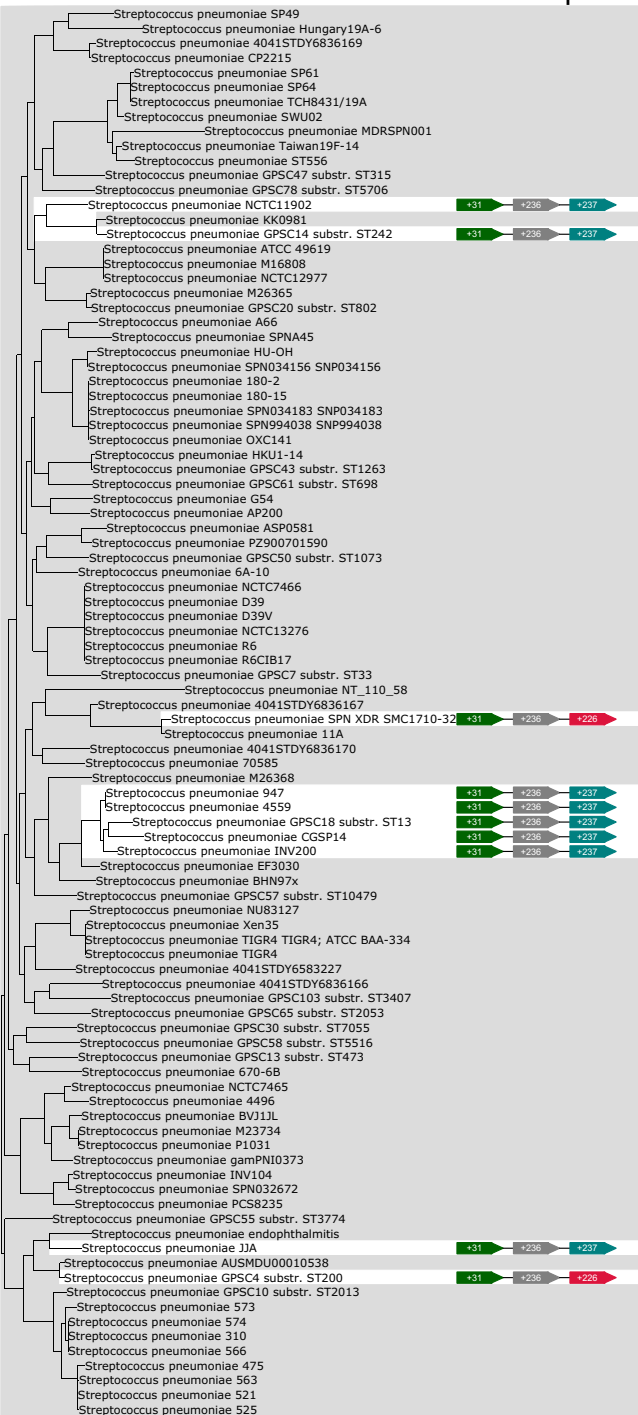 Streptococcus pneumoniae SP49
Streptococcus pneumoniae Hungary19A-6
Streptococcus pneumoniae 4041STDY6836169
Streptococcus pneumoniae CP2215
Streptococcus pneumoniae SP61
Streptococcus pneumoniae SP64
Streptococcus pneumoniae TCH8431/19A
Streptococcus pneumoniae SWU02
Streptococcus pneumoniae MDRSPN001
Streptococcus pneumoniae Taiwan19F-14
Streptococcus pneumoniae ST556
Streptococcus pneumoniae GPSC47 substr. ST315
Streptococcus pneumoniae GPSC78 substr. ST5706
Streptococcus pneumoniae NCTC11902 +31 +236 +237
Streptococcus pneumoniae KK0981
Streptococcus pneumoniae GPSC14 substr. ST242 +31 +236 +237
Streptococcus pneumoniae ATCC 49619
Streptococcus pneumoniae M16808
Streptococcus pneumoniae NCTC12977
Streptococcus pneumoniae M26365
Streptococcus pneumoniae GPSC20 substr. ST802
Streptococcus pneumoniae A66
Streptococcus pneumoniae SPNA45
Streptococcus pneumoniae HU-OH
Streptococcus pneumoniae SPN034156 SNP034156
Streptococcus pneumoniae 180-2
Streptococcus pneumoniae 180-15
Streptococcus pneumoniae SPN034183 SNP034183
Streptococcus pneumoniae SPN994038 SNP994038
Streptococcus pneumoniae OXC141
Streptococcus pneumoniae HKU1-14
Streptococcus pneumoniae GPSC43 substr. ST1263
Streptococcus pneumoniae GPSC61 substr. ST698
Streptococcus pneumoniae G54
Streptococcus pneumoniae AP200
Streptococcus pneumoniae ASP0581
Streptococcus pneumoniae PZ900701590
Streptococcus pneumoniae GPSC50 substr. ST1073
Streptococcus pneumoniae 6A-10
Streptococcus pneumoniae NCTC7466
Streptococcus pneumoniae D39
Streptococcus pneumoniae D39V
Streptococcus pneumoniae NCTC13276
Streptococcus pneumoniae R6
Streptococcus pneumoniae R6CIB17
Streptococcus pneumoniae GPSC7 substr. ST33
Streptococcus pneumoniae NT_110_58
Streptococcus pneumoniae 4041STDY6836167
Streptococcus pneumoniae SPN XDR SMC1710-32 +31 +236 +226
Streptococcus pneumoniae 11A
Streptococcus pneumoniae 4041STDY6836170
Streptococcus pneumoniae 70585
Streptococcus pneumoniae M26368
Streptococcus pneumoniae 947 +31 +236 +237
Streptococcus pneumoniae 4559 +31 +236 +237
Streptococcus pneumoniae GPSC18 substr. ST13 +31 +236 +237
Streptococcus pneumoniae CGSP14 +31 +236 +237
Streptococcus pneumoniae INV200 +31 +236 +237
Streptococcus pneumoniae EF3030
Streptococcus pneumoniae BHN97x
Streptococcus pneumoniae GPSC57 substr. ST10479
Streptococcus pneumoniae NU83127
Streptococcus pneumoniae Xen35
Streptococcus pneumoniae TIGR4 TIGR4; ATCC BAA-334
Streptococcus pneumoniae TIGR4
Streptococcus pneumoniae 4041STDY6583227
Streptococcus pneumoniae 4041STDY6836166
Streptococcus pneumoniae GPSC103 substr. ST3407
Streptococcus pneumoniae GPSC65 substr. ST2053
Streptococcus pneumoniae GPSC30 substr. ST7055
Streptococcus pneumoniae GPSC58 substr. ST5516
Streptococcus pneumoniae GPSC13 substr. ST473
Streptococcus pneumoniae 670-6B
Streptococcus pneumoniae NCTC7465
Streptococcus pneumoniae 4496
Streptococcus pneumoniae BVJ1JL
Streptococcus pneumoniae M23734
Streptococcus pneumoniae P1031
Streptococcus pneumoniae gamPNI0373
Streptococcus pneumoniae INV104
Streptococcus pneumoniae SPN032672
Streptococcus pneumoniae PCS8235
Streptococcus pneumoniae GPSC55 substr. ST3774
Streptococcus pneumoniae endophthalmitis
Streptococcus pneumoniae JJA +31 +236 +237
Streptococcus pneumoniae AUSMDU00010538
Streptococcus pneumoniae GPSC4 substr. ST200 +31 +236 +226
Streptococcus pneumoniae GPSC10 substr. ST2013
Streptococcus pneumoniae 573
Streptococcus pneumoniae 574
Streptococcus pneumoniae 310
Streptococcus pneumoniae 566
Streptococcus pneumoniae 475
Streptococcus pneumoniae 563
Streptococcus pneumoniae 521
Streptococcus pneumoniae 525